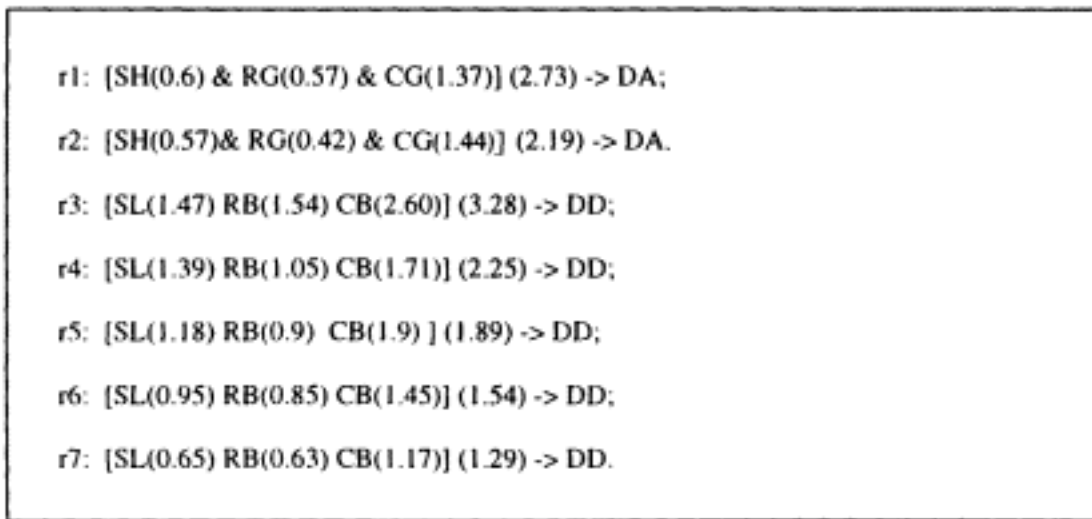 r1: [SH(0.6) & RG(0.57) & CG(1.37)] (2.73) -> DA;
r2: [SH(0.57)& RG(0.42) & CG(1.44)] (2.19) -> DA.
r3: [SL(1.47) RB(1.54) CB(2.60)] (3.28) -> DD;
r4: [SL(1.39) RB(1.05) CB(1.71)] (2.25) -> DD;
r5: [SL(1.18) RB(0.9) CB(1.9) ] (1.89) -> DD;
r6: [SL(0.95) RB(0.85) CB(1.45)] (1.54) -> DD;
r7: [SL(0.65) RB(0.63) CB(1.17)] (1.29) -> DD.